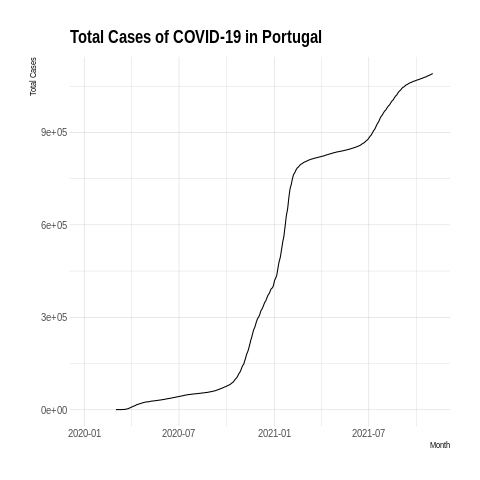 Total Cases of COVID-19 in Portugal
Total Cases
9e+05
6e+05
3e+05
0e+00
2020-01 2020-07 2021-01 2021-07
Month